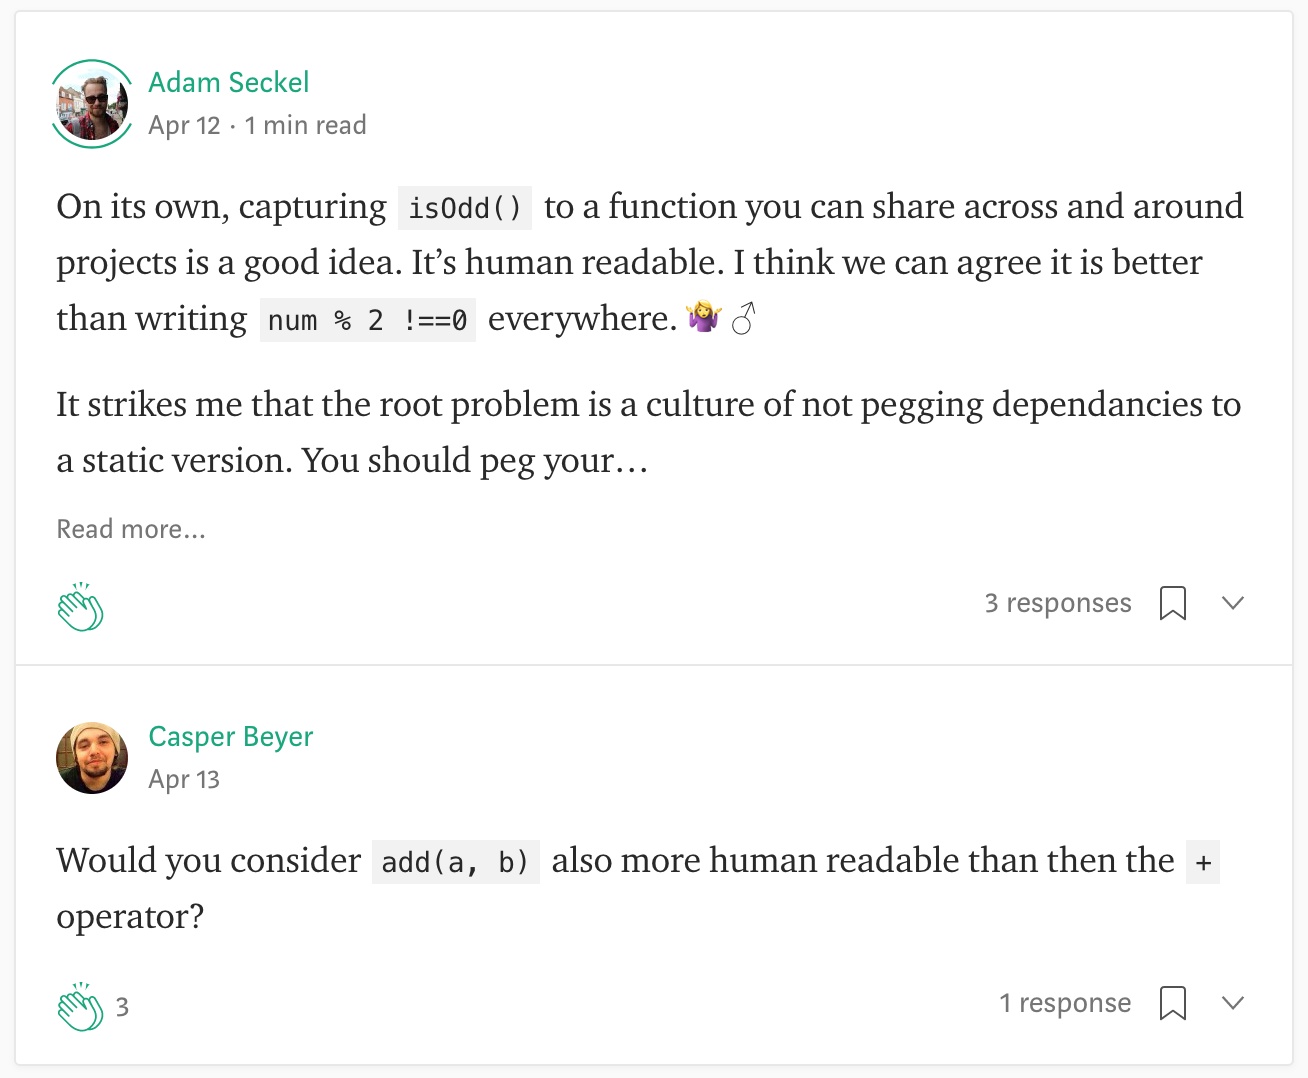 Adam Seckel
Apr 12 · 1 min read
On its own, capturing isOdd() to a function you can share across and around
projects is a good idea. It’s human readable. I think we can agree it is better
than writing num % 2 !==0 everywhere. 🤷‍♀️ ♂
It strikes me that the root problem is a culture of not pegging dependancies to
a static version. You should peg your…
Read more…
3 responses
Casper Beyer
Apr 13
Would you consider add(a, b) also more human readable than then the +
operator?
3
1 response